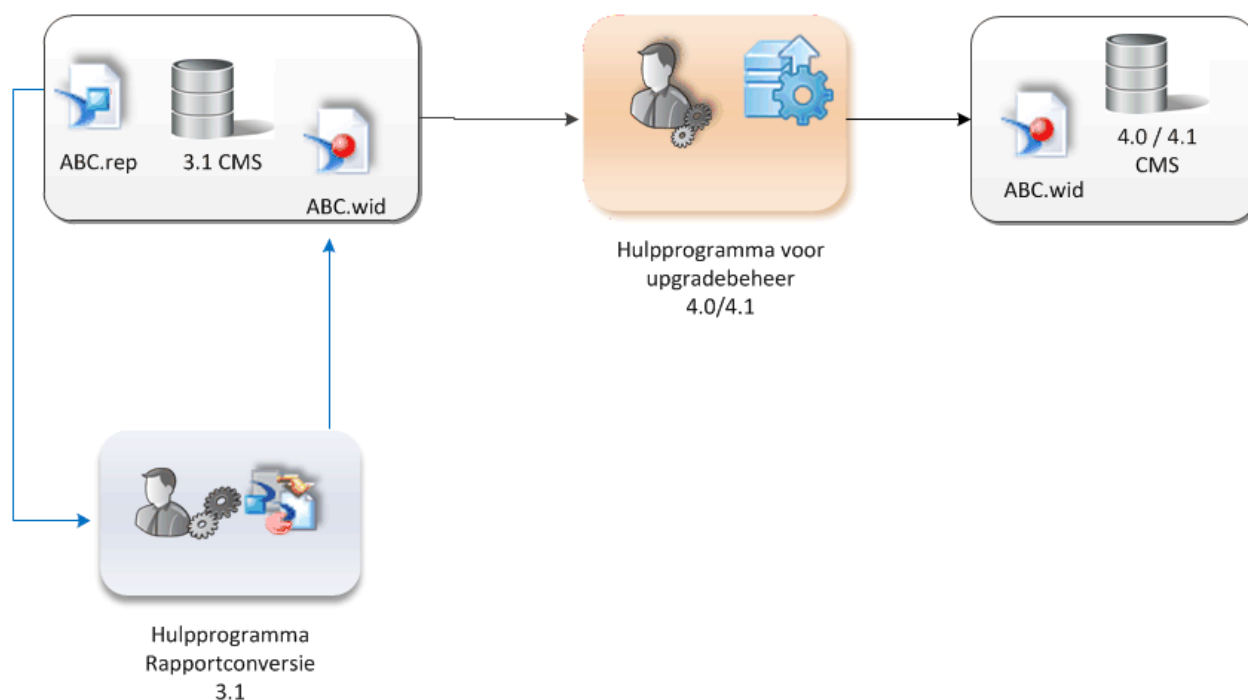 ABC.rep
3.1 CMS
ABC.wid
Hulpprogramma voor
upgradebeheer
4.0/4.1
4.0 / 4.1
CMS
ABC.wid
Hulpprogramma
Rapportconversie
3.1